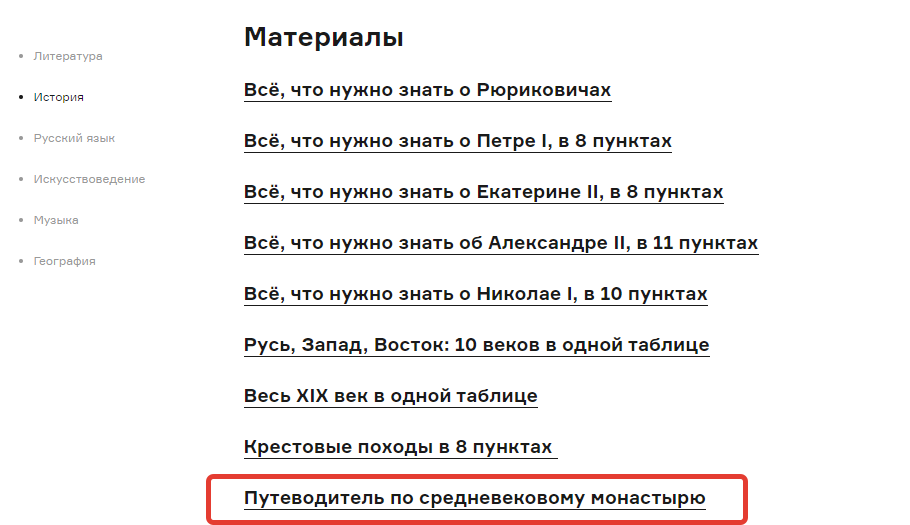 Литература
История
Русский язык
Искусствоведение
Музыка
География
Материалы
Всё, что нужно знать о Рюриковичах
Всё, что нужно знать о Петре I, в 8 пунктах
Всё, что нужно знать о Екатерине II, в 8 пунктах
Всё, что нужно знать об Александре II, в 11 пунктах
Всё, что нужно знать о Николае I, в 10 пунктах
Русь, Запад, Восток: 10 веков в одной таблице
Весь XIX век в одной таблице
Крестовые походы в 8 пунктах
Путеводитель по средневековому монастырю